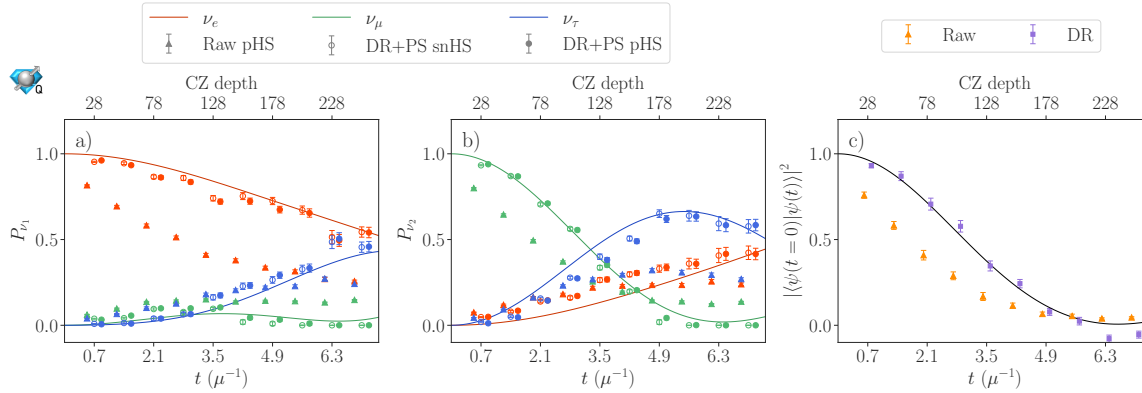 ν_e ν_μ ν_τ
Raw pHS DR+PS snHS DR+PS pHS
Raw DR
Q
CZ depth CZ depth CZ depth
28 78 128 178 228 28 78 128 178 228 28 78 128 178 228
a) b) c)
1.0 1.0 1.0
0.5 0.5 0.5
0.0 0.0 0.0
P_{ν_1} P_{ν_2} |⟨ψ(t = 0)|ψ(t)⟩|^2
0.7 2.1 3.5 4.9 6.3 0.7 2.1 3.5 4.9 6.3 0.7 2.1 3.5 4.9 6.3
t (μ^{-1}) t (μ^{-1}) t (μ^{-1})